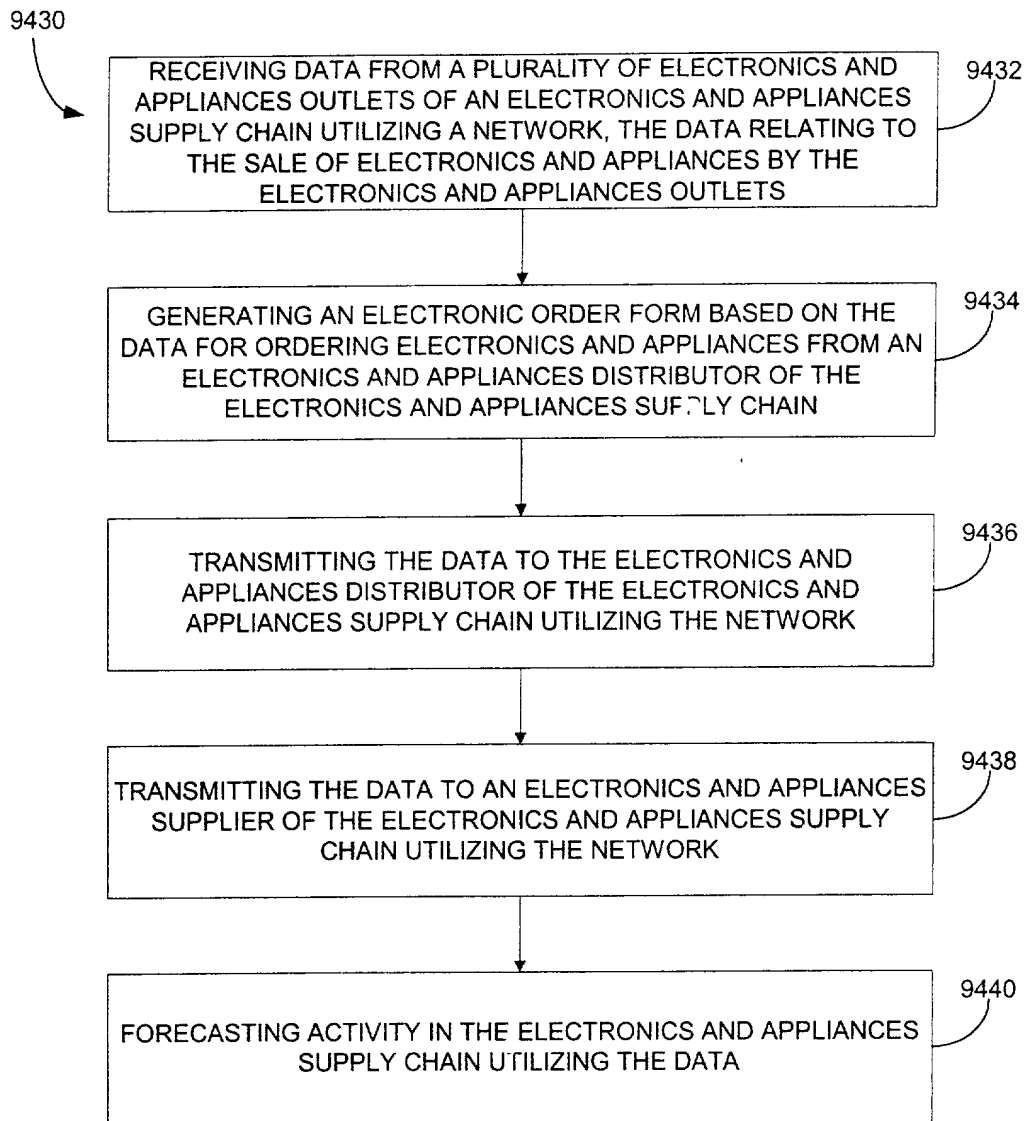 9430
RECEIVING DATA FROM A PLURALITY OF ELECTRONICS AND
APPLIANCES OUTLETS OF AN ELECTRONICS AND APPLIANCES
SUPPLY CHAIN UTILIZING A NETWORK, THE DATA RELATING TO
THE SALE OF ELECTRONICS AND APPLIANCES BY THE
ELECTRONICS AND APPLIANCES OUTLETS
9432
GENERATING AN ELECTRONIC ORDER FORM BASED ON THE
DATA FOR ORDERING ELECTRONICS AND APPLIANCES FROM AN
ELECTRONICS AND APPLIANCES DISTRIBUTOR OF THE
ELECTRONICS AND APPLIANCES SUPPLY CHAIN
9434
TRANSMITTING THE DATA TO THE ELECTRONICS AND
APPLIANCES DISTRIBUTOR OF THE ELECTRONICS AND
APPLIANCES SUPPLY CHAIN UTILIZING THE NETWORK
9436
TRANSMITTING THE DATA TO AN ELECTRONICS AND APPLIANCES
SUPPLIER OF THE ELECTRONICS AND APPLIANCES SUPPLY
CHAIN UTILIZING THE NETWORK
9438
FORECASTING ACTIVITY IN THE ELECTRONICS AND APPLIANCES
SUPPLY CHAIN UTILIZING THE DATA
9440